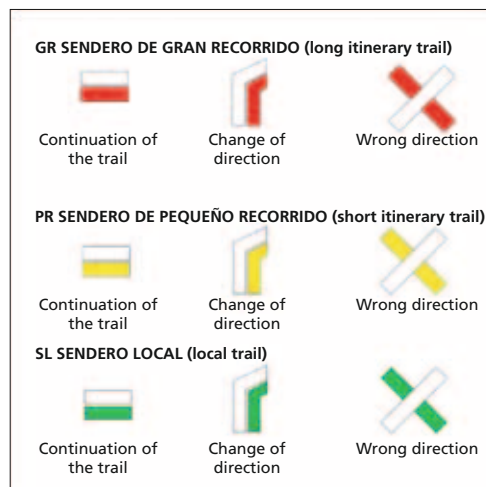 GR SENDERO DE GRAN RECORRIDO (long itinerary trail)
Continuation of
the trail
Change of
direction
Wrong direction
PR SENDERO DE PEQUEÑO RECORRIDO (short itinerary trail)
Continuation of
the trail
Change of
direction
Wrong direction
SL SENDERO LOCAL (local trail)
Continuation of
the trail
Change of
direction
Wrong direction